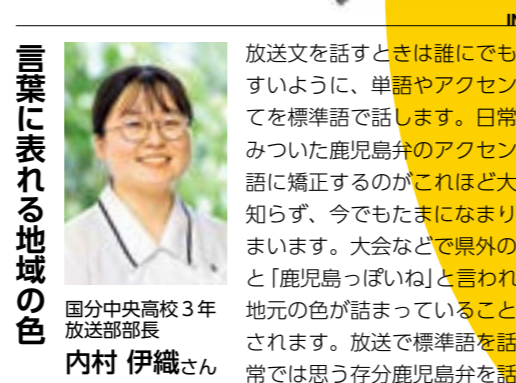 IN
言葉に表れる地域の色
国分中央高校3年
放送部部長
内村 伊織さん
放送文を話すときは誰にでも
すいように、単語やアクセン
てを標準語で話します。日常
みついた鹿児島弁のアクセン
語に矯正するのがこれほど大
知らず、今でもたまになまり
まいます。大会などで県外の
と「鹿児島っぽいね」と言われ
地元の色が詰まっていること
されます。放送で標準語を話
常では思う存分鹿児島弁を話